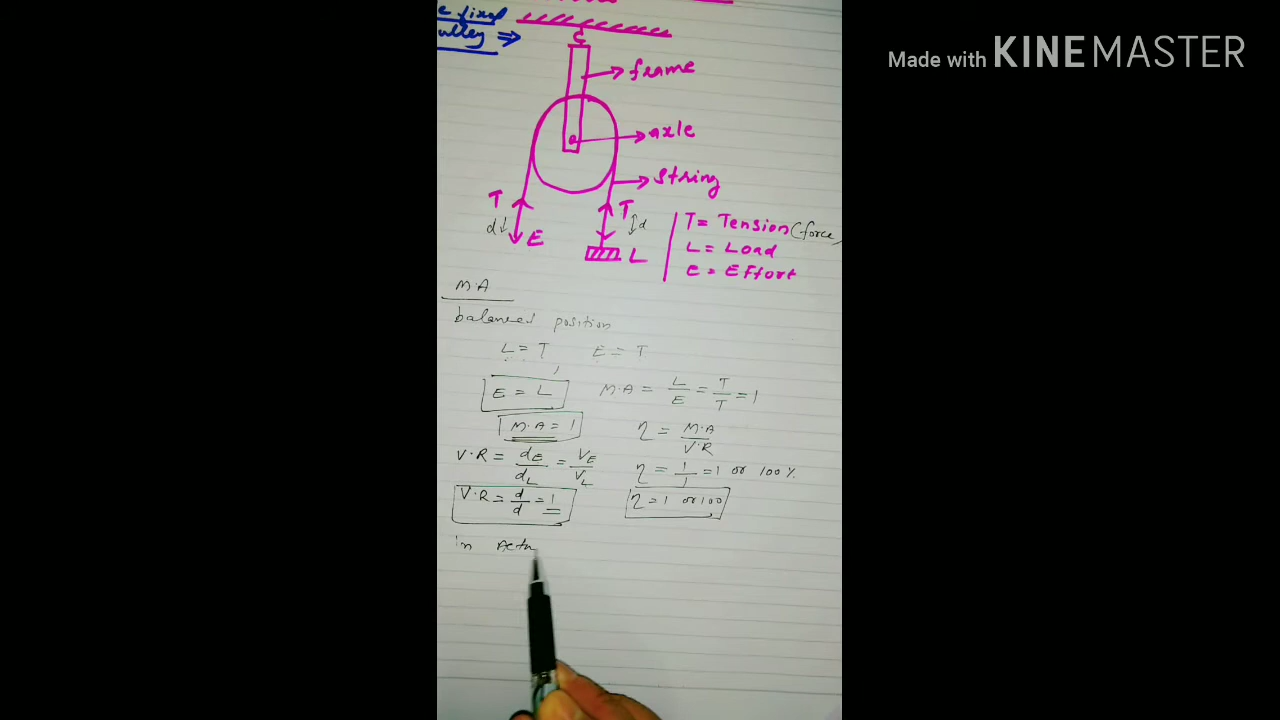 Made with KINEMASTER
e fixed
ulley ⇒
frame
axle
string
T T
d↓ d
E L
T = Tension (force)
L = Load
E = Effort
M.A
balanced position
L = T E = T
E = L M.A = L/E = T/T = 1
M.A = 1 η = M.A/V.R
V.R = dE/dL = VE/VL η = 1/1 = 1 or 100%
V.R = d/d = 1 η = 1 or 100
in Actu